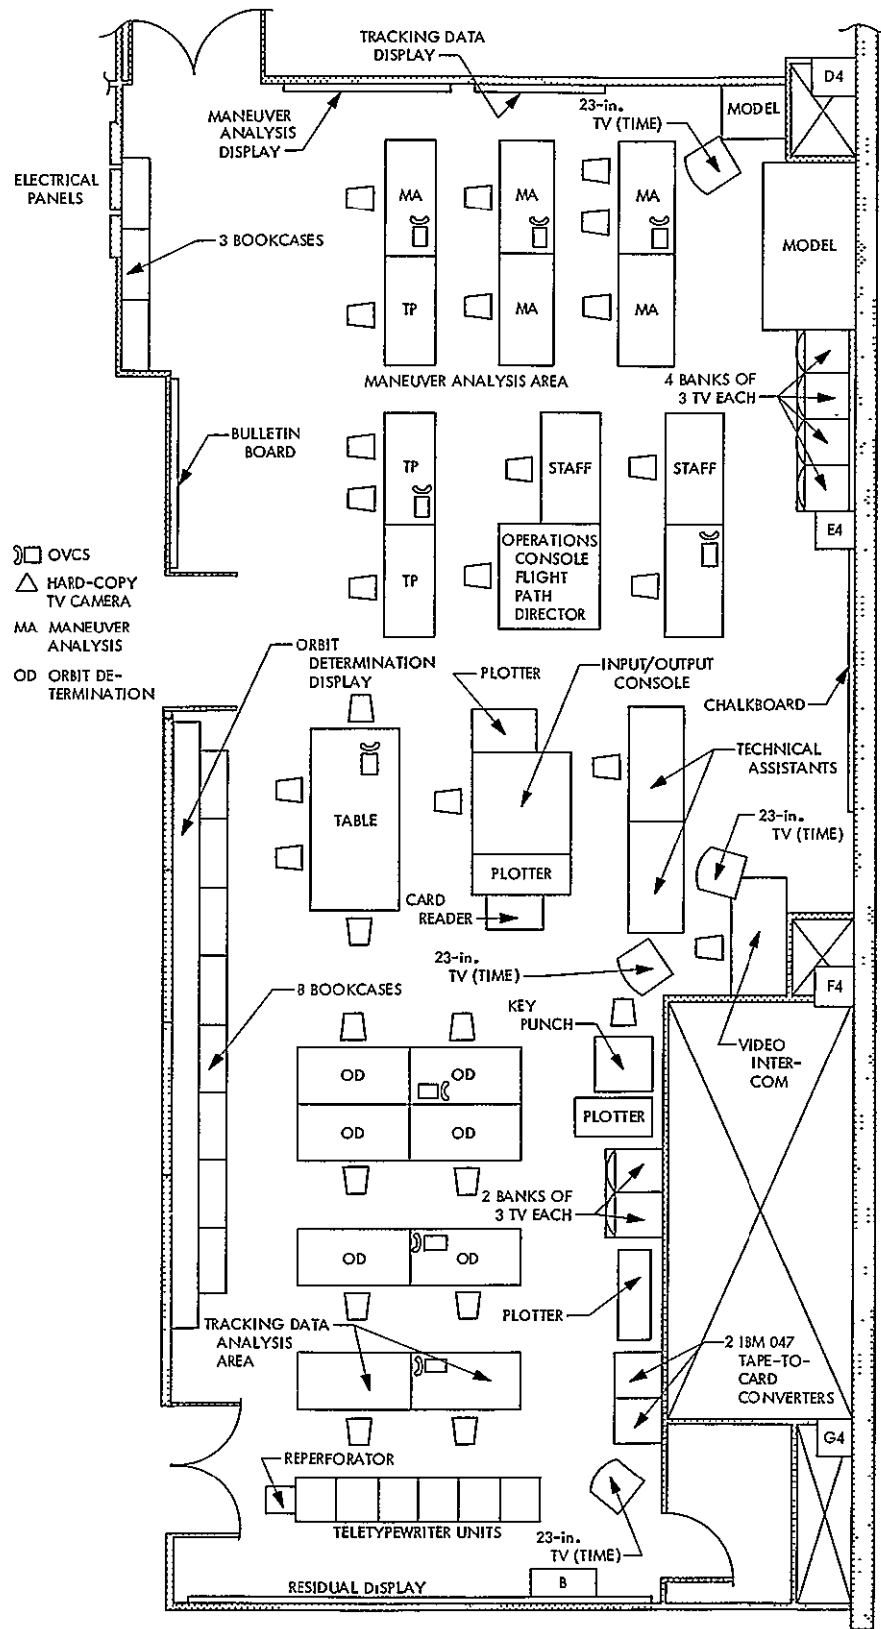 TRACKING DATA
DISPLAY
D4
23-in.
TV (TIME)
MODEL
MANEUVER
ANALYSIS
DISPLAY
ELECTRICAL
PANELS
MA
MA
MA
3 BOOKCASES
MODEL
TP
MA
MA
MANEUVER ANALYSIS AREA
4 BANKS OF
3 TV EACH
BULLETIN
BOARD
TP
STAFF
STAFF
E4
OVCS
HARD-COPY
TV CAMERA
MA MANEUVER
ANALYSIS
OD ORBIT DE-
TERMINATION
TP
OPERATIONS
CONSOLE
FLIGHT
PATH
DIRECTOR
ORBIT
DETERMINATION
DISPLAY
PLOTTER
INPUT/OUTPUT
CONSOLE
CHALKBOARD
TECHNICAL
ASSISTANTS
TABLE
23-in.
TV (TIME)
PLOTTER
CARD
READER
23-in.
TV (TIME)
F4
8 BOOKCASES
KEY
PUNCH
VIDEO
INTER-
COM
OD
OD
OD
OD
PLOTTER
2 BANKS OF
3 TV EACH
OD
OD
PLOTTER
TRACKING DATA
ANALYSIS
AREA
2 IBM 047
TAPE-TO-
CARD
CONVERTERS
G4
REPERFORATOR
TELETYPEWRITER UNITS
23-in.
TV (TIME)
RESIDUAL DISPLAY
B